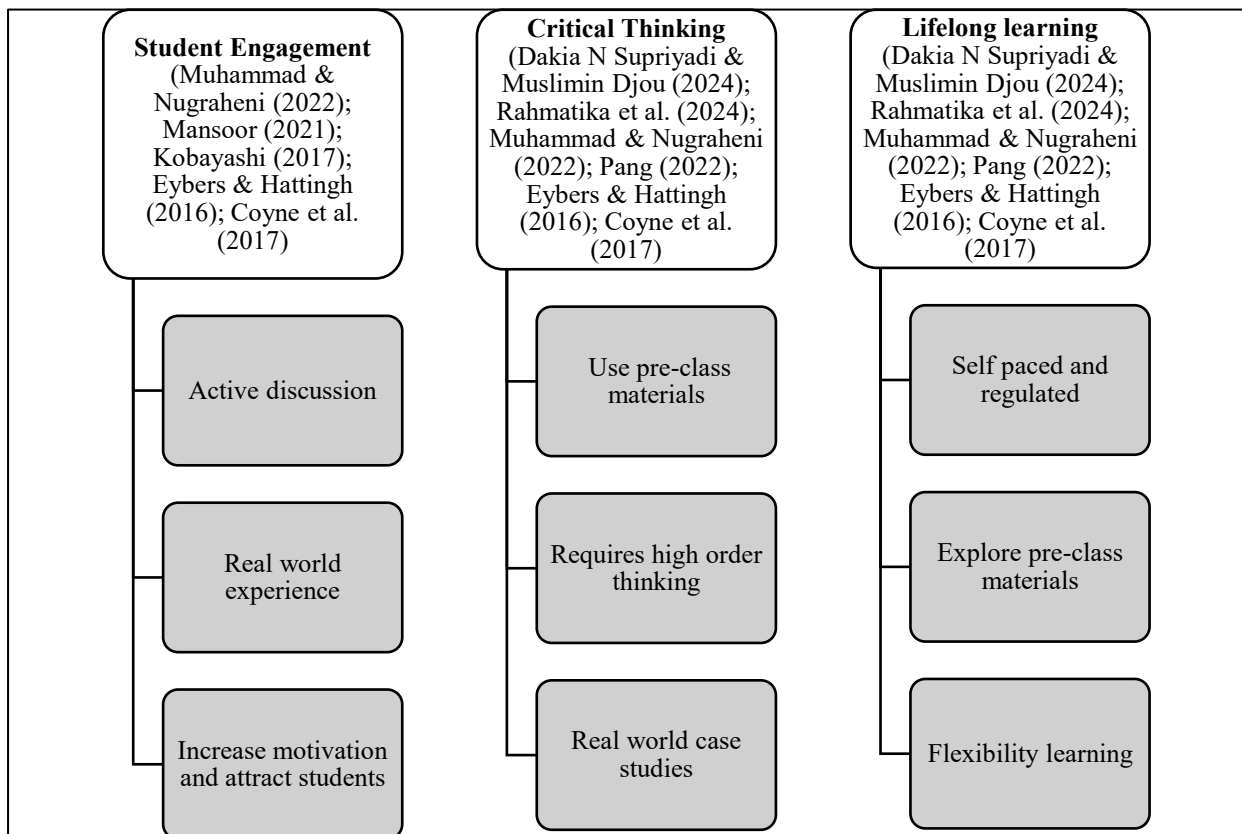 Student Engagement
(Muhammad &
Nugraheni (2022);
Mansoor (2021);
Kobayashi (2017);
Eybers & Hattingh
(2016); Coyne et al.
(2017)
Active discussion
Real world
experience
Increase motivation
and attract students
Critical Thinking
(Dakia N Supriyadi &
Muslimin Djou (2024);
Rahmatika et al. (2024);
Muhammad & Nugraheni
(2022); Pang (2022);
Eybers & Hattingh
(2016); Coyne et al.
(2017)
Use pre-class
materials
Requires high order
thinking
Real world case
studies
Lifelong learning
(Dakia N Supriyadi &
Muslimin Djou (2024);
Rahmatika et al. (2024);
Muhammad & Nugraheni
(2022); Pang (2022);
Eybers & Hattingh
(2016); Coyne et al.
(2017)
Self paced and
regulated
Explore pre-class
materials
Flexibility learning